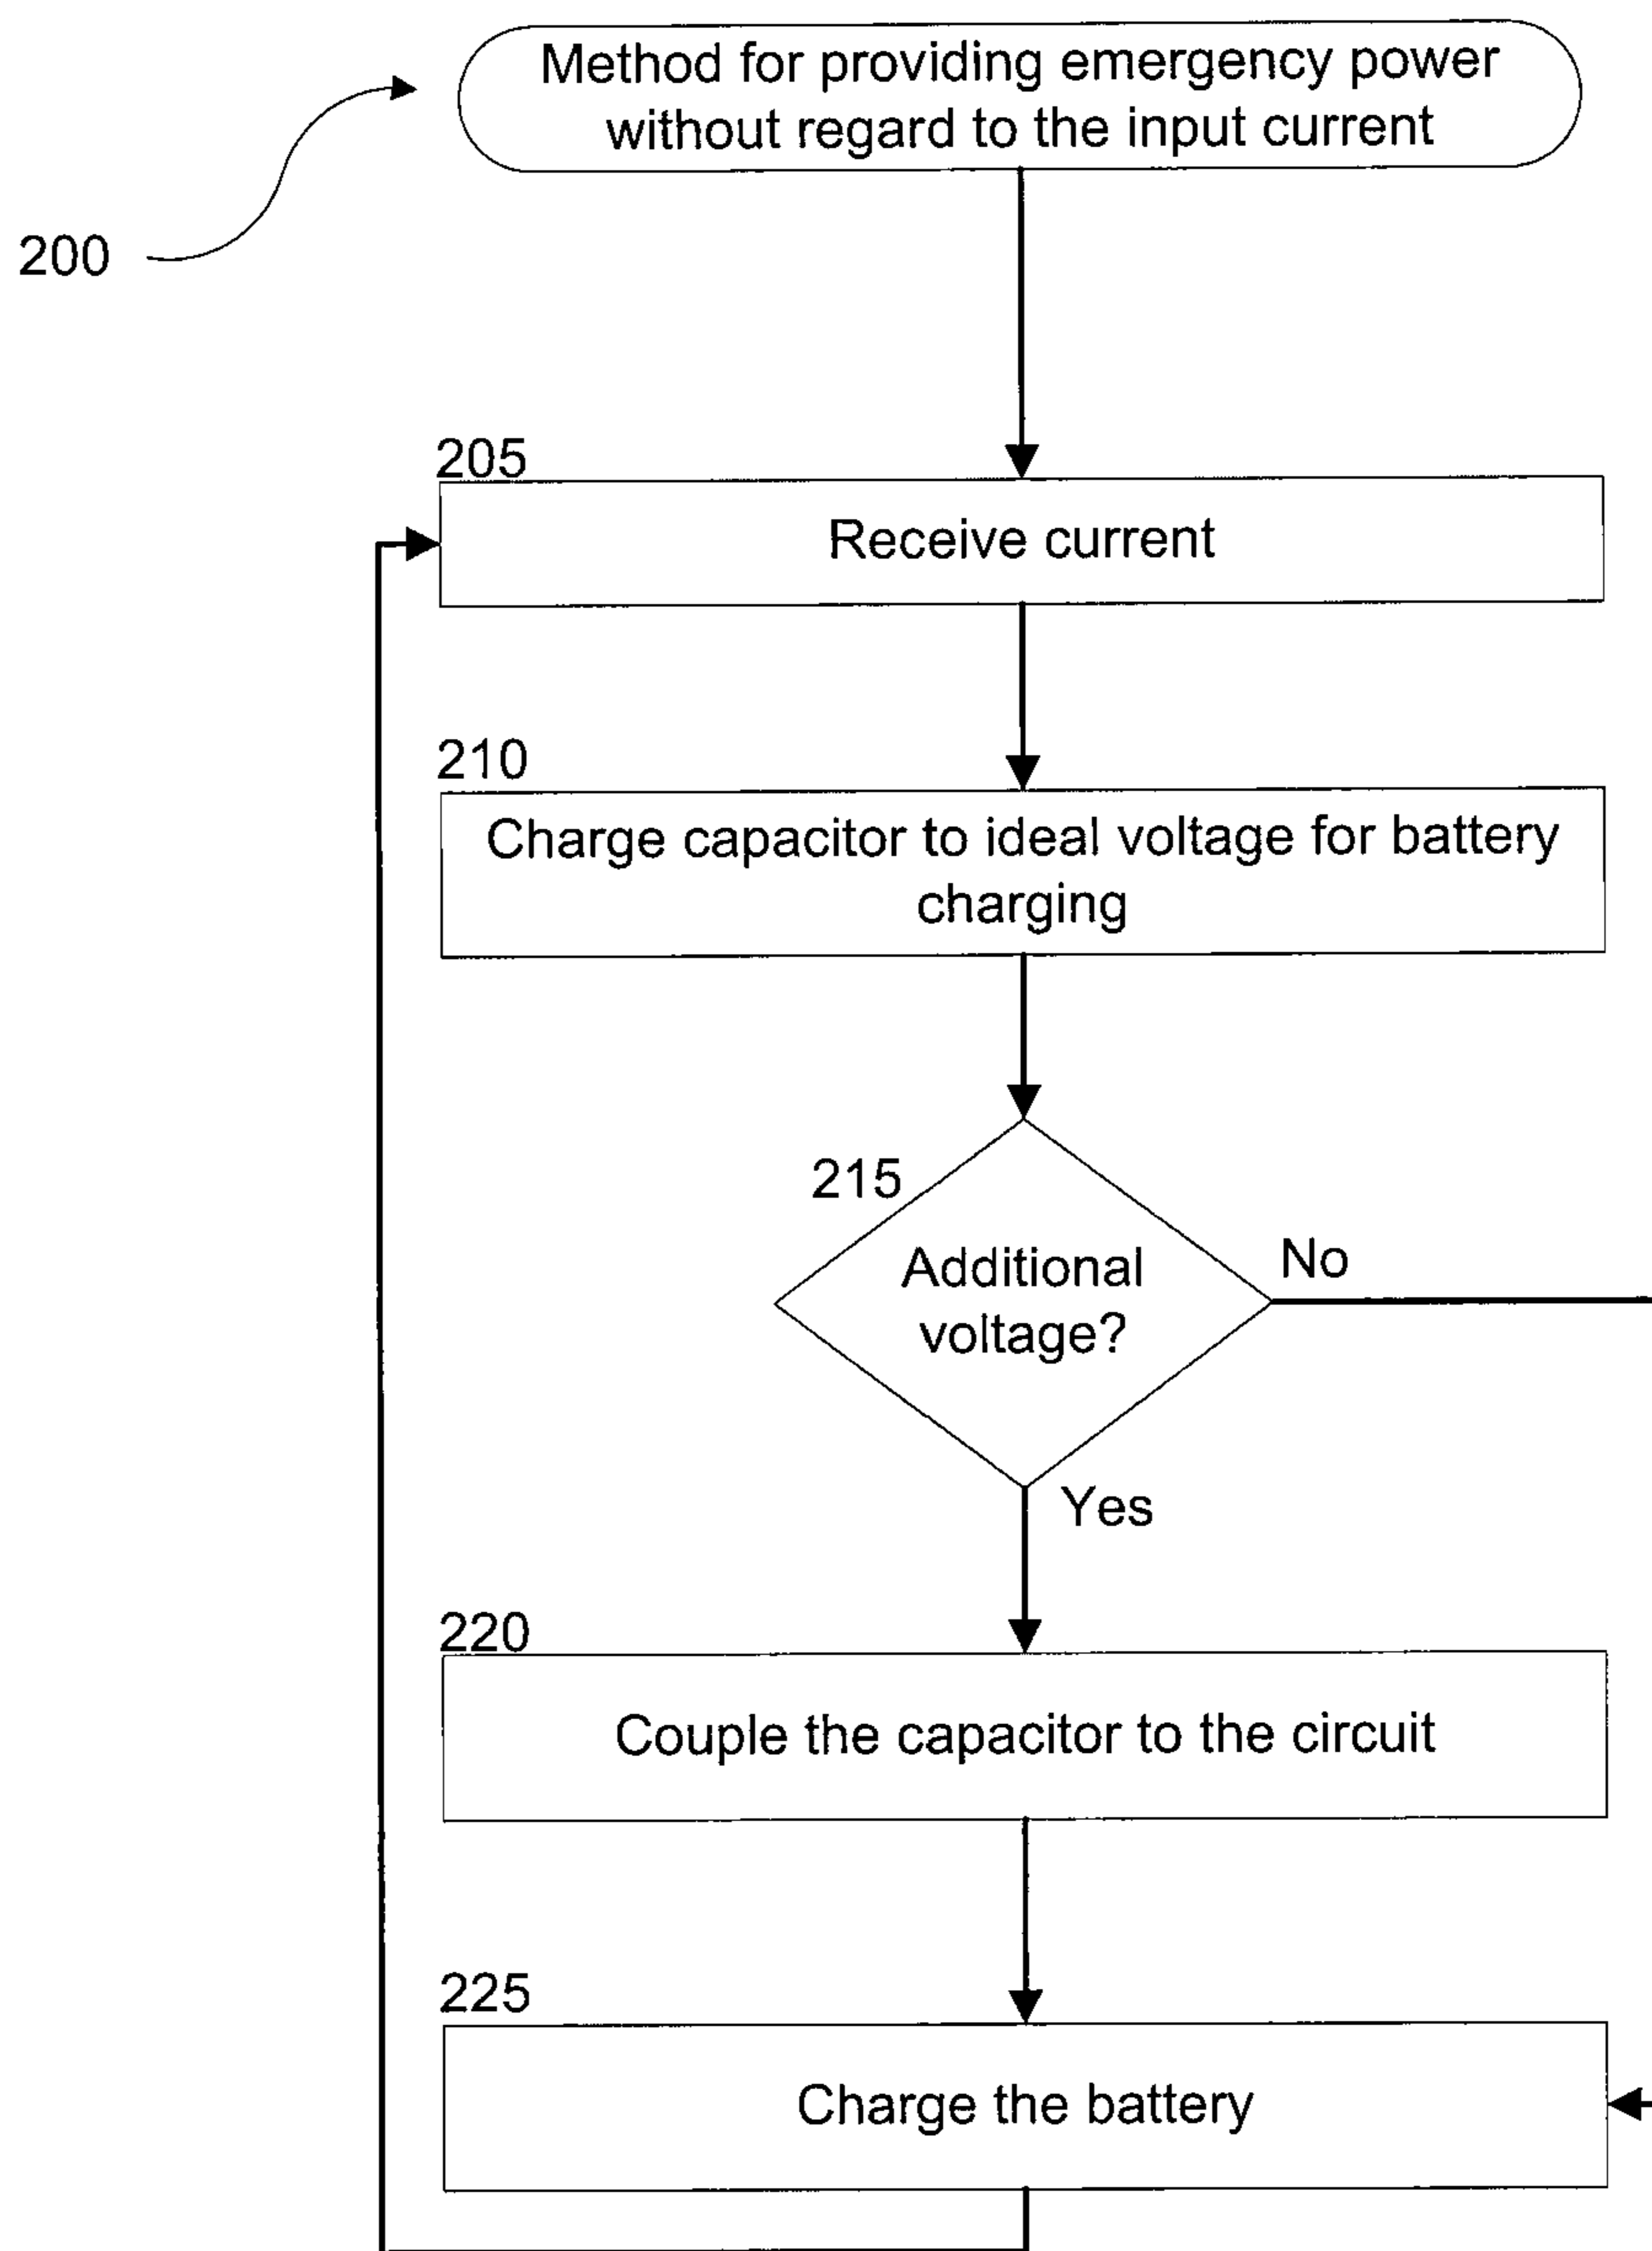 Method for providing emergency power
without regard to the input current
200
205
Receive current
210
Charge capacitor to ideal voltage for battery
charging
215
Additional
voltage?
No
Yes
220
Couple the capacitor to the circuit
225
Charge the battery